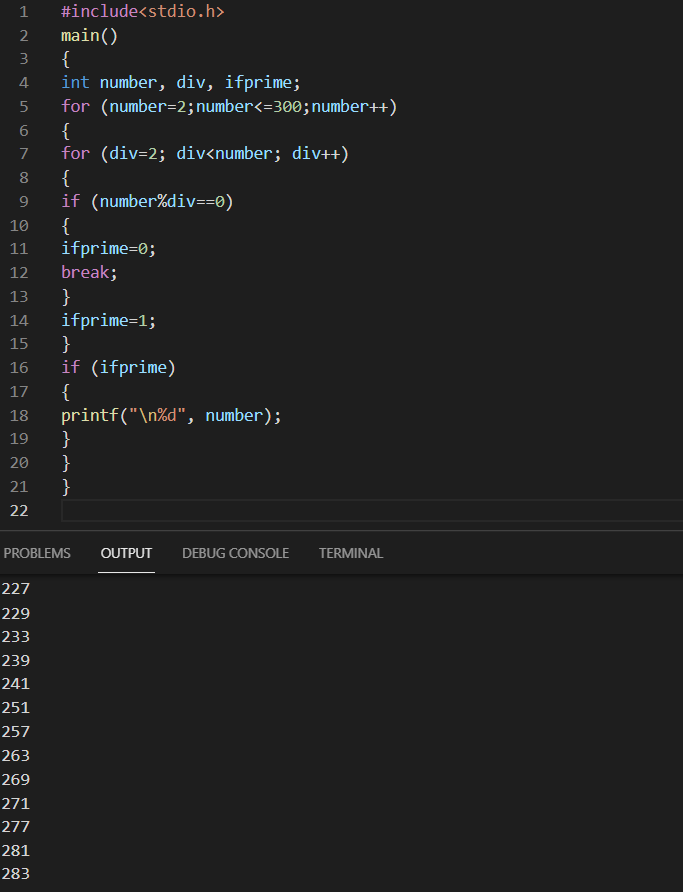 1 #include<stdio.h>
2 main()
3 {
4 int number, div, ifprime;
5 for (number=2;number<=300;number++)
6 {
7 for (div=2; div<number; div++)
8 {
9 if (number%div==0)
10 {
11 ifprime=0;
12 break;
13 }
14 ifprime=1;
15 }
16 if (ifprime)
17 {
18 printf("\n%d", number);
19 }
20 }
21 }
22
PROBLEMS OUTPUT DEBUG CONSOLE TERMINAL
227
229
233
239
241
251
257
263
269
271
277
281
283